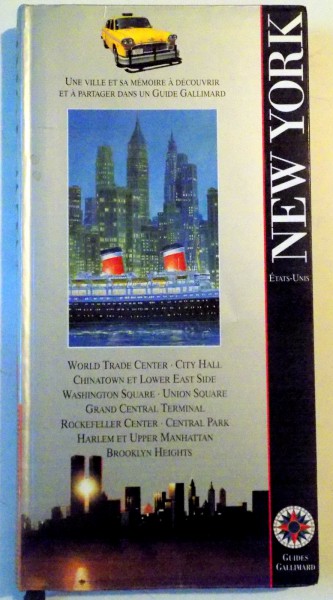 UNE VILLE ET SA MÉMOIRE À DÉCOUVRIR
ET À PARTAGER DANS UN GUIDE GALLIMARD
NEW YORK
ÉTATS-UNIS
WORLD TRADE CENTER · CITY HALL
CHINATOWN ET LOWER EAST SIDE
WASHINGTON SQUARE · UNION SQUARE
GRAND CENTRAL TERMINAL
ROCKEFELLER CENTER · CENTRAL PARK
HARLEM ET UPPER MANHATTAN
BROOKLYN HEIGHTS
GUIDES
GALLIMARD